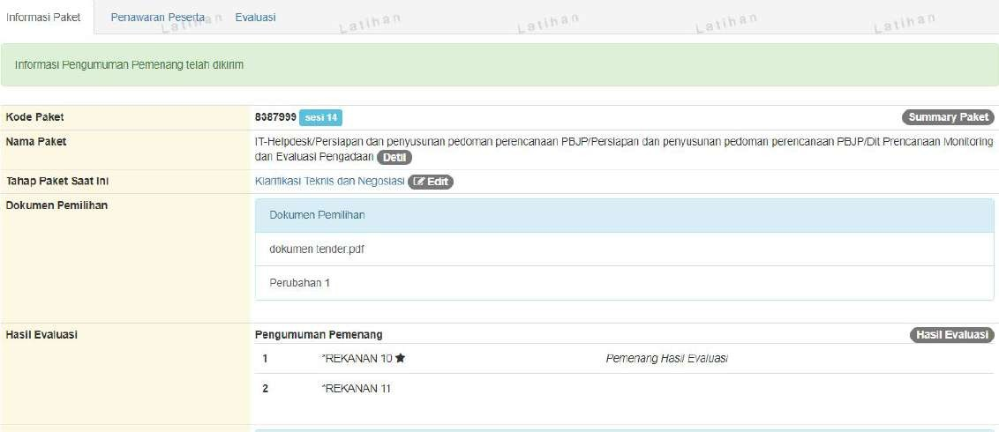 Informasi Paket
Penawaran Peserta
Evaluasi
Latihan
Latihan
Latihan
Latihan
Latihan
Informasi Pengumuman Pemenang telah dikirim
Kode Paket
8387999 sesi 14
Summary Paket
Nama Paket
IT-Helpdesk/Persiapan dan penyusunan pedoman perencanaan PBJP/Persiapan dan penyusunan pedoman perencanaan PBJP/Dit Prencanaan Monitoring
dan Evaluasi Pengadaan Detil
Tahap Paket Saat Ini
Klarifikasi Teknis dan Negosiasi Edit
Dokumen Pemilihan
Dokumen Pemilihan
dokumen tender.pdf
Perubahan 1
Hasil Evaluasi
Pengumuman Pemenang
Hasil Evaluasi
1 *REKANAN 10 ★ Pemenang Hasil Evaluasi
2 *REKANAN 11